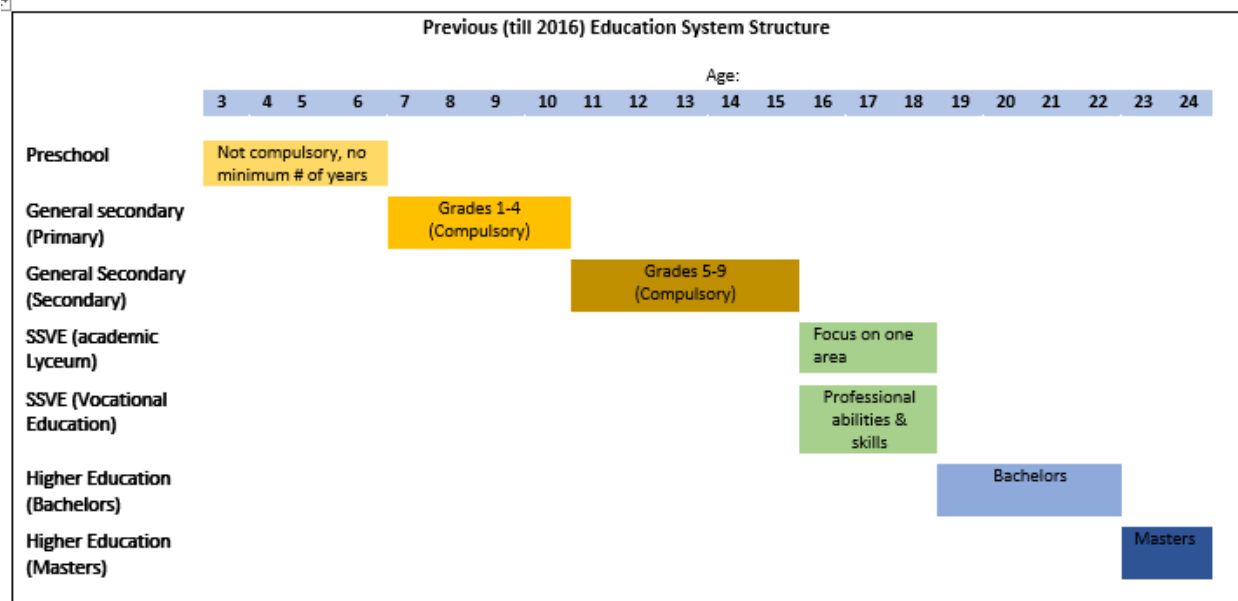 Previous (till 2016) Education System Structure
Age:
3 4 5 6 7 8 9 10 11 12 13 14 15 16 17 18 19 20 21 22 23 24
Preschool
Not compulsory, no
minimum # of years
General secondary
(Primary)
Grades 1-4
(Compulsory)
General Secondary
(Secondary)
Grades 5-9
(Compulsory)
SSVE (academic
Lyceum)
Focus on one
area
SSVE (Vocational
Education)
Professional
abilities &
skills
Higher Education
(Bachelors)
Bachelors
Higher Education
(Masters)
Masters